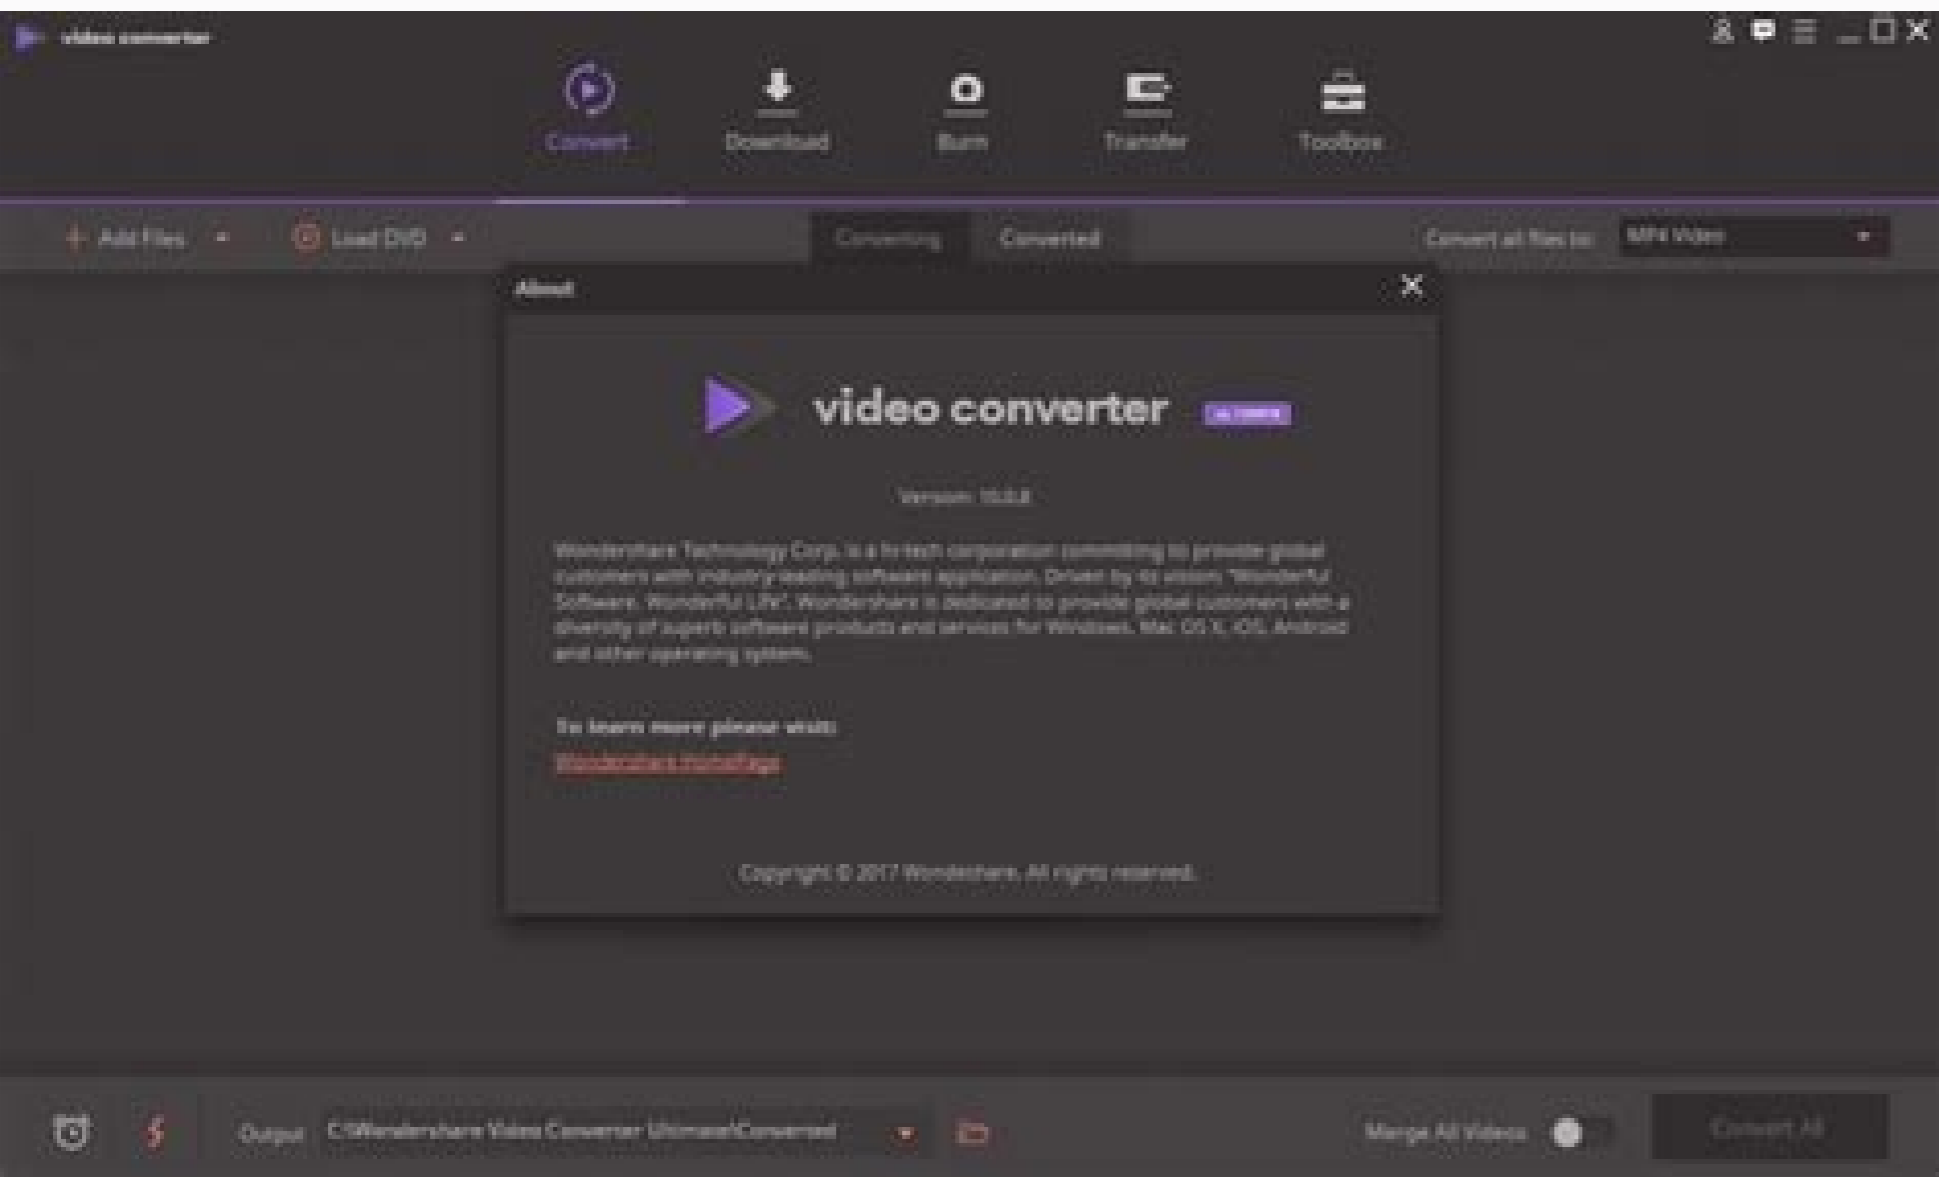 video converter
Convert
Download
Burn
Transfer
Toolbox
Add Files
Load DVD
Converting
Converted
Convert all files to:
MP4 Video
About
video converter
Version:
Wondershare Technology Corp. is a hi-tech corporation committing to provide global
customers with industry-leading software application. Driven by its vision: "Wonderful
Software, Wonderful Life", Wondershare is dedicated to provide global customers with a
diversity of superb software products and services for Windows, Mac OS X, iOS, Android
and other operating system.
To learn more please visit:
Wondershare HomePage
Copyright © 2017 Wondershare. All rights reserved.
Output
C:\Wondershare Video Converter Ultimate\Converted
Merge All Videos
Convert All